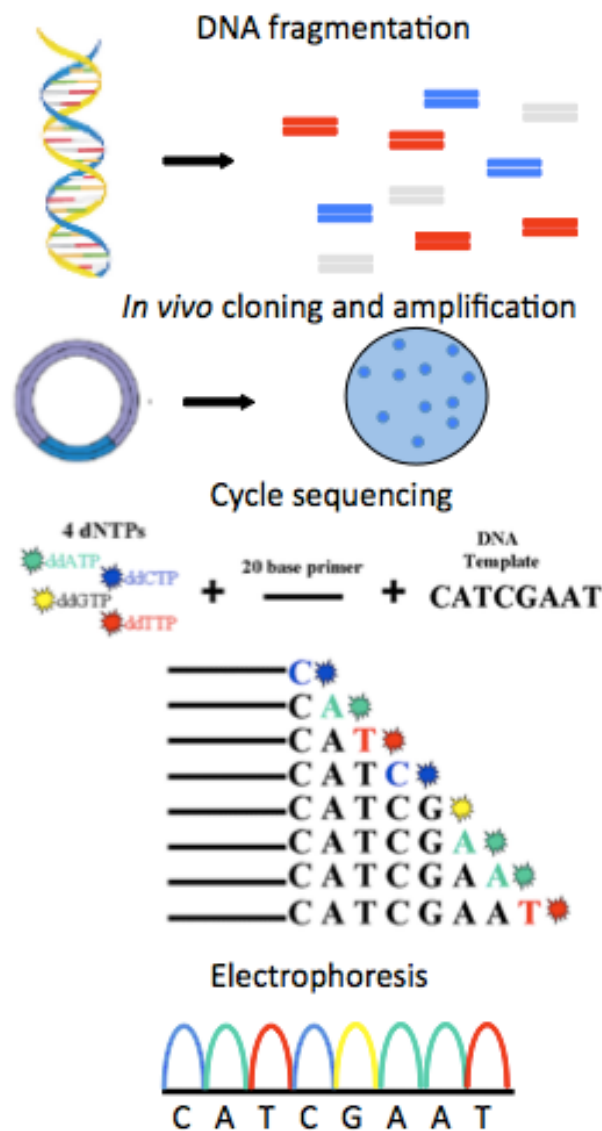 DNA fragmentation
In vivo cloning and amplification
Cycle sequencing
4 dNTPs
ddATP
ddCTP
ddGTP
ddTTP
+
20 base primer
+
DNA
Template
CATCGAAT
C
C A
C A T
C A T C
C A T C G
C A T C G A
C A T C G A A
C A T C G A A T
Electrophoresis
C A T C G A A T